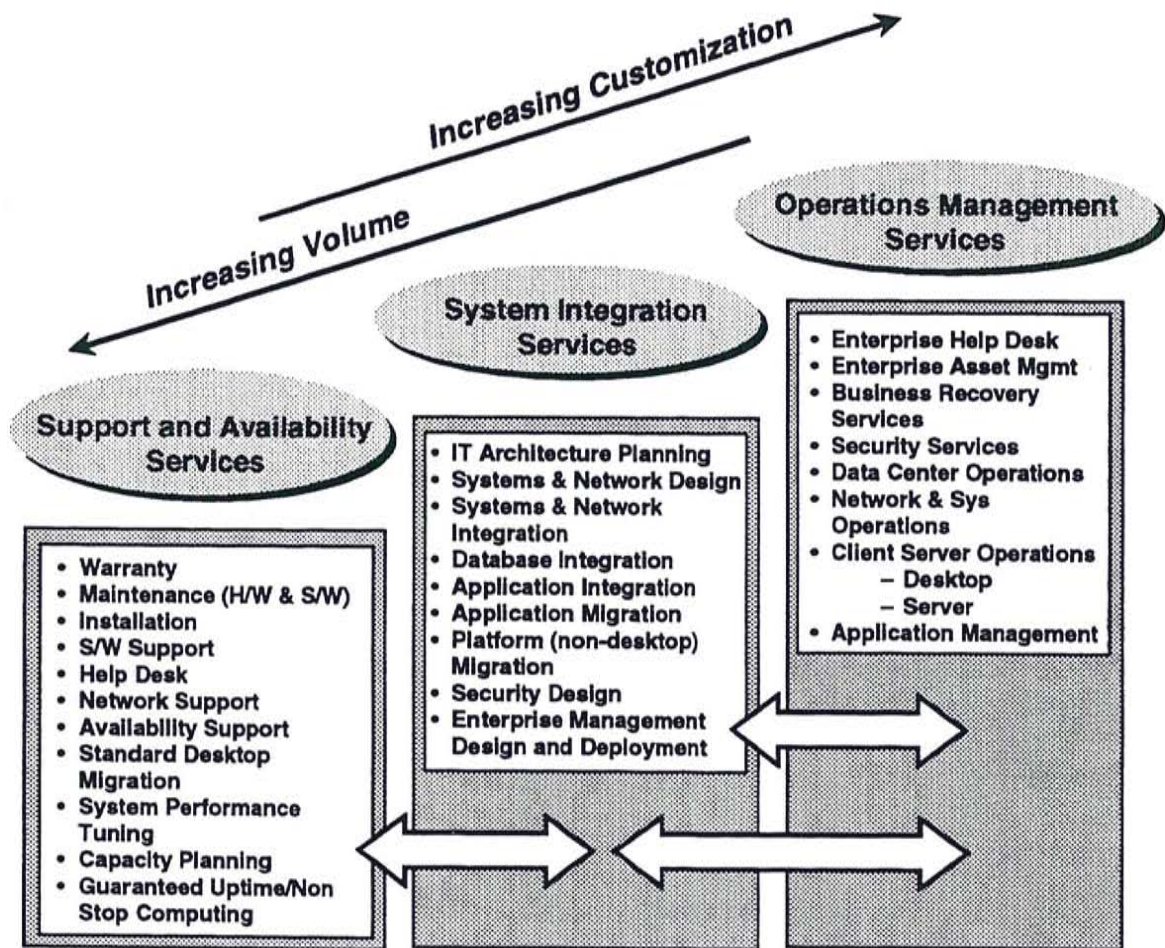 Increasing Customization
Increasing Volume
Operations Management
Services
System Integration
Services
Support and Availability
Services
• Enterprise Help Desk
• Enterprise Asset Mgmt
• Business Recovery
Services
• Security Services
• Data Center Operations
• Network & Sys
Operations
• Client Server Operations
– Desktop
– Server
• Application Management
• IT Architecture Planning
• Systems & Network Design
• Systems & Network
Integration
• Database Integration
• Application Integration
• Application Migration
• Platform (non-desktop)
Migration
• Security Design
• Enterprise Management
Design and Deployment
• Warranty
• Maintenance (H/W & S/W)
• Installation
• S/W Support
• Help Desk
• Network Support
• Availability Support
• Standard Desktop
Migration
• System Performance
Tuning
• Capacity Planning
• Guaranteed Uptime/Non
Stop Computing